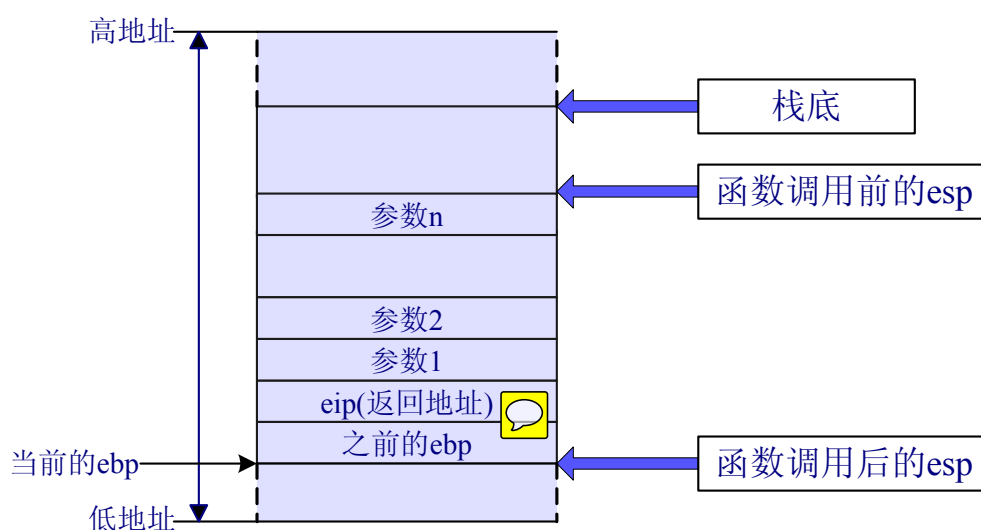 高地址
栈底
函数调用前的esp
参数n
参数2
参数1
eip(返回地址)
之前的ebp
当前的ebp
函数调用后的esp
低地址